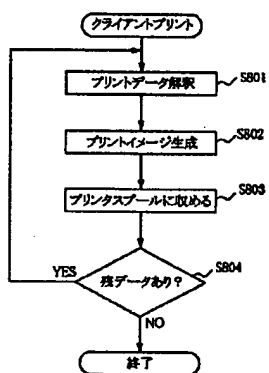 クライアントプリント
プリントデータ解釈
S801
プリントイメージ生成
S802
プリンタスプールに収める
S803
残データあり?
S804
YES
NO
終了